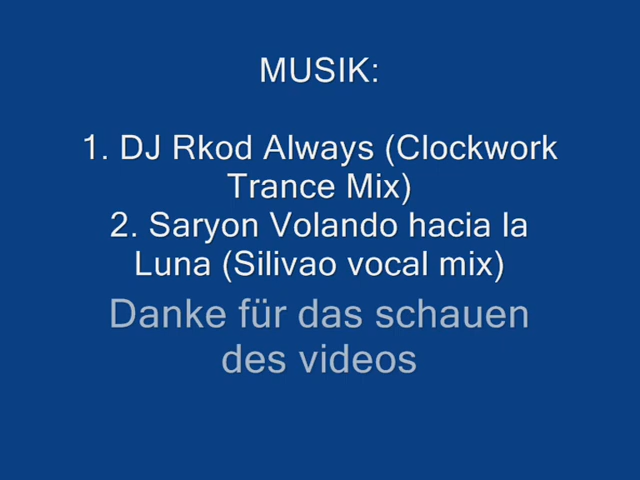 MUSIK:
1. DJ Rkod Always (Clockwork
Trance Mix)
2. Saryon Volando hacia la
Luna (Silivao vocal mix)
Danke für das schauen
des videos